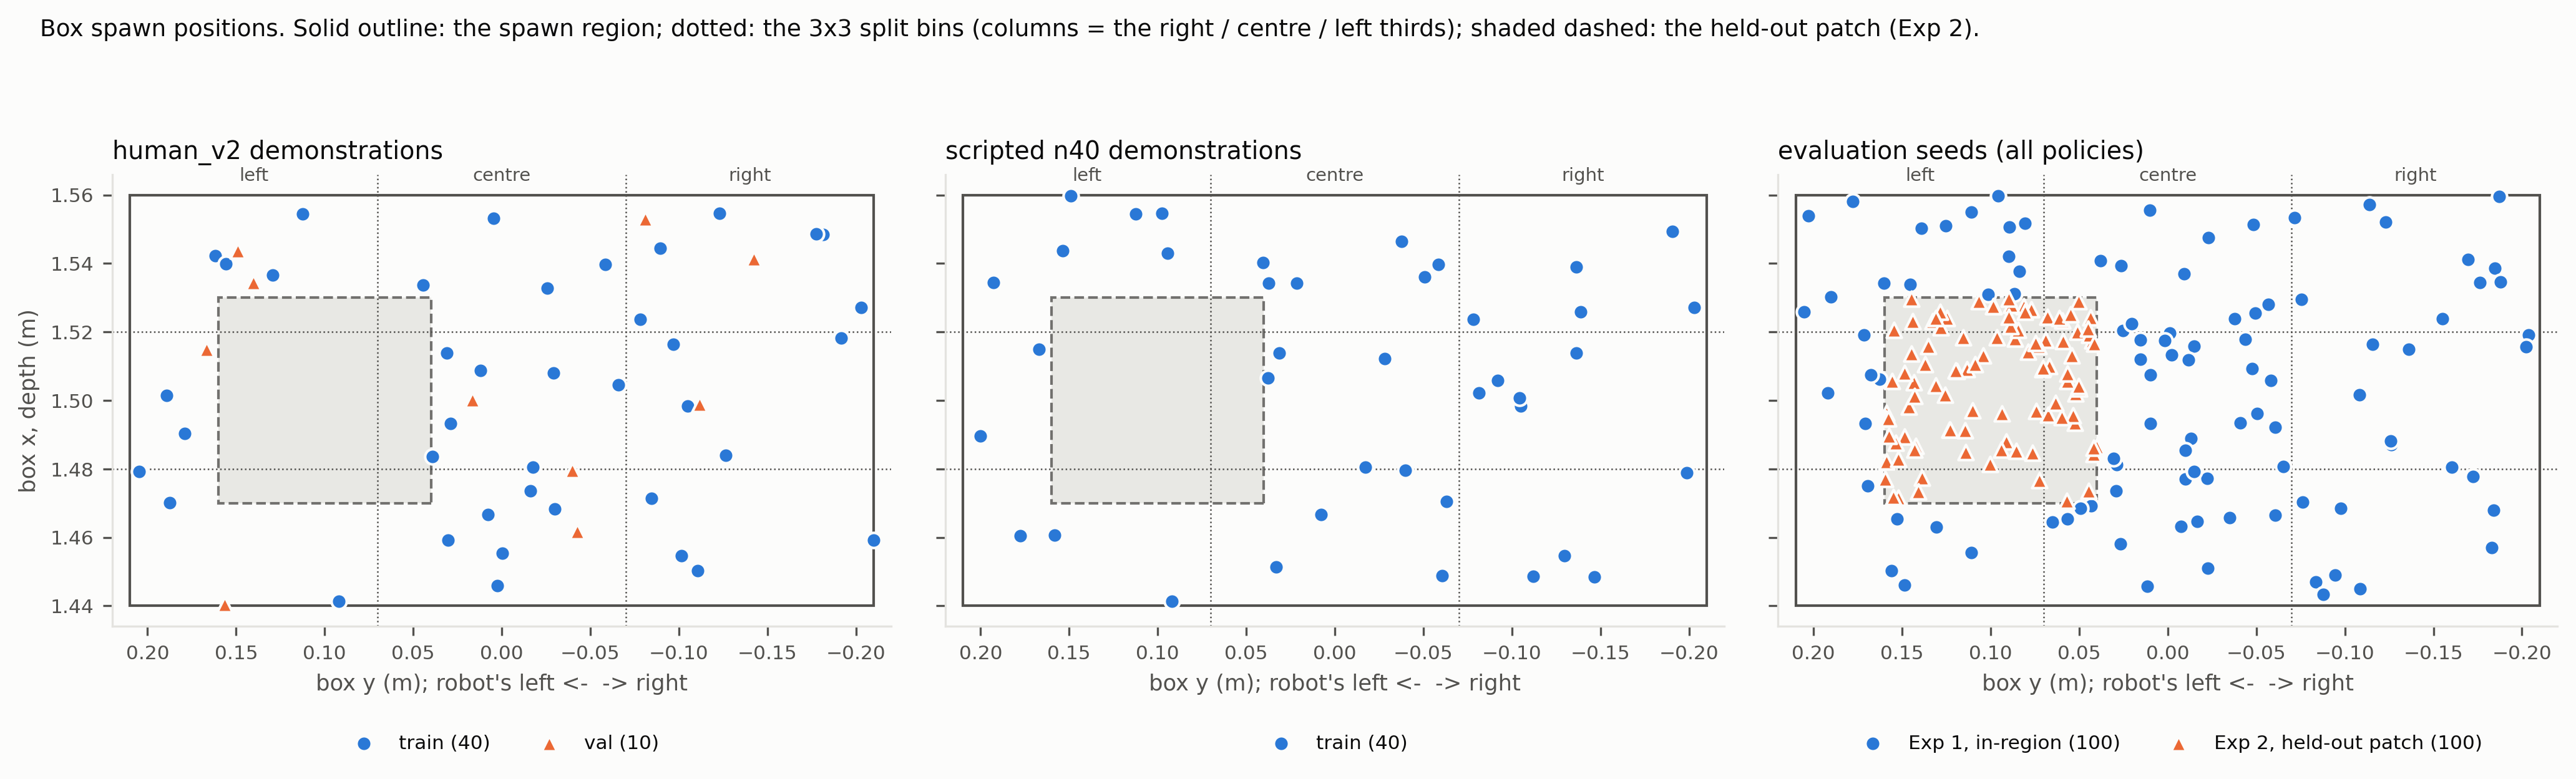 Box spawn positions. Solid outline: the spawn region; dotted: the 3x3 split bins (columns = the right / centre / left thirds); shaded dashed: the held-out patch (Exp 2).
human_v2 demonstrations
left centre right
1.56
1.54
1.52
1.50
1.48
1.46
1.44
box x, depth (m)
0.20 0.15 0.10 0.05 0.00 −0.05 −0.10 −0.15 −0.20
box y (m); robot's left <- -> right
train (40) val (10)
scripted n40 demonstrations
left centre right
0.20 0.15 0.10 0.05 0.00 −0.05 −0.10 −0.15 −0.20
box y (m); robot's left <- -> right
train (40)
evaluation seeds (all policies)
left centre right
0.20 0.15 0.10 0.05 0.00 −0.05 −0.10 −0.15 −0.20
box y (m); robot's left <- -> right
Exp 1, in-region (100) Exp 2, held-out patch (100)